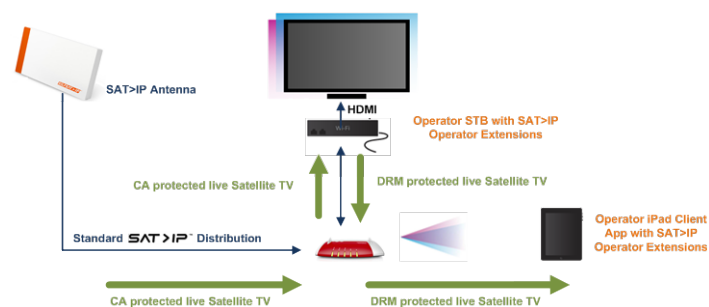 SAT>IP Antenna
HDMI
Operator STB with SAT>IP
Operator Extensions
CA protected live Satellite TV
DRM protected live Satellite TV
Standard SAT>IP™ Distribution
Operator iPad Client
App with SAT>IP
Operator Extensions
CA protected live Satellite TV
DRM protected live Satellite TV